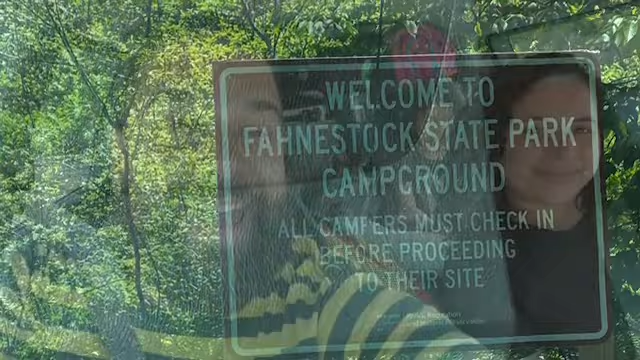 WELCOME TO
FAHNESTOCK STATE PARK
CAMPGROUND
ALL CAMPERS MUST CHECK IN
BEFORE PROCEEDING
TO THEIR SITE